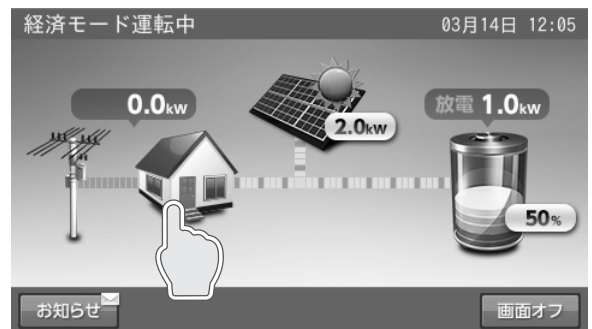 経済モード運転中
03月14日 12:05
0.0kw
2.0kw
放電 1.0kw
50%
お知らせ
画面オフ